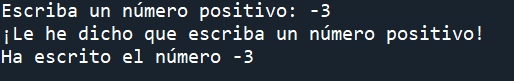 Escriba un número positivo: -3
¡Le he dicho que escriba un número positivo!
Ha escrito el número -3